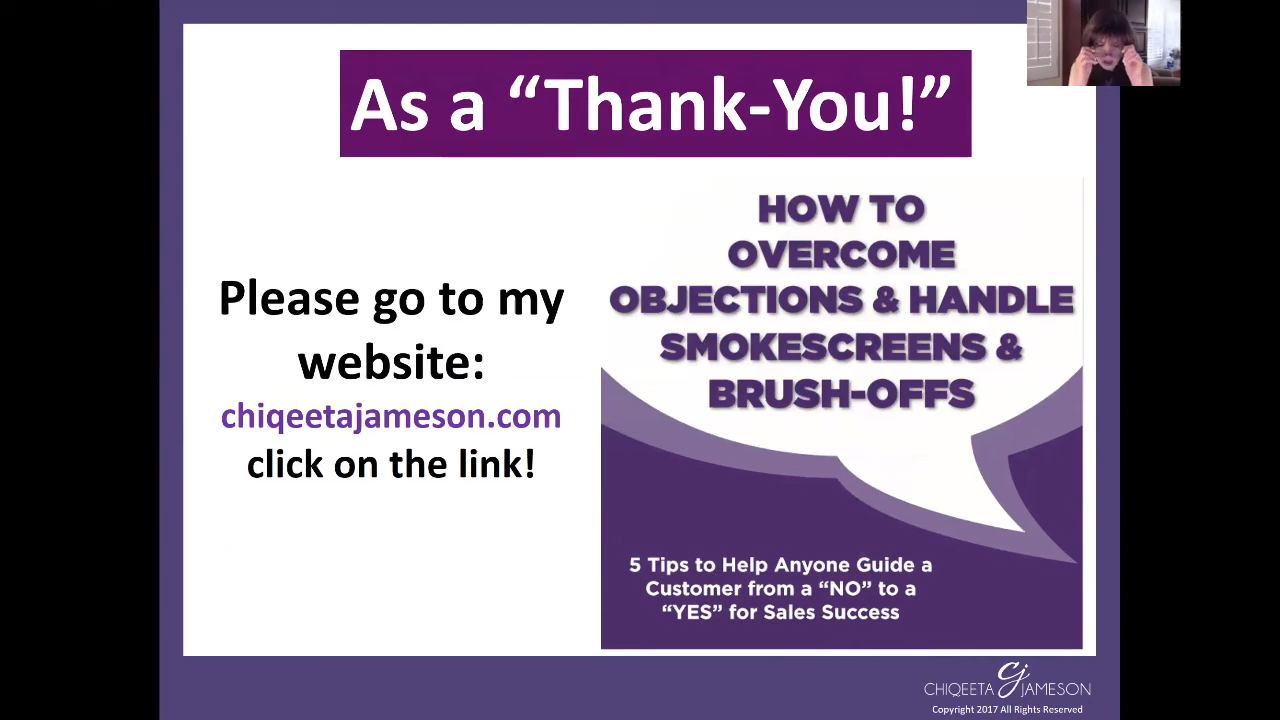 As a “Thank-You!”
Please go to my
website:
chiqeetajameson.com
click on the link!
HOW TO
OVERCOME
OBJECTIONS & HANDLE
SMOKESCREENS &
BRUSH-OFFS
5 Tips to Help Anyone Guide a
Customer from a “NO” to a
“YES” for Sales Success
CHIQEETA CJ JAMESON
Copyright 2017 All Rights Reserved